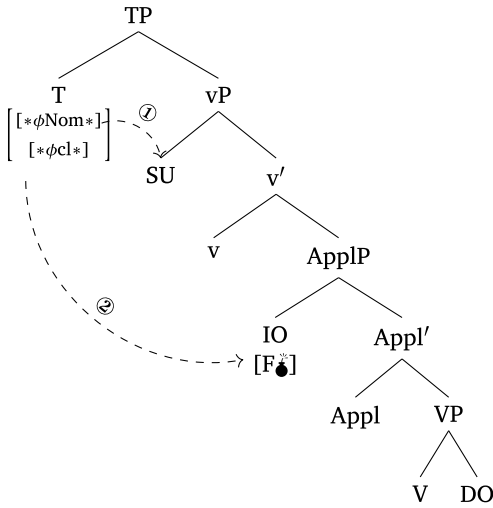 TP
T vP
[∗ϕNom∗] ①
[∗ϕcl∗]
SU v′
v ApplP
②
IO Appl′
[F💣]
Appl VP
V DO